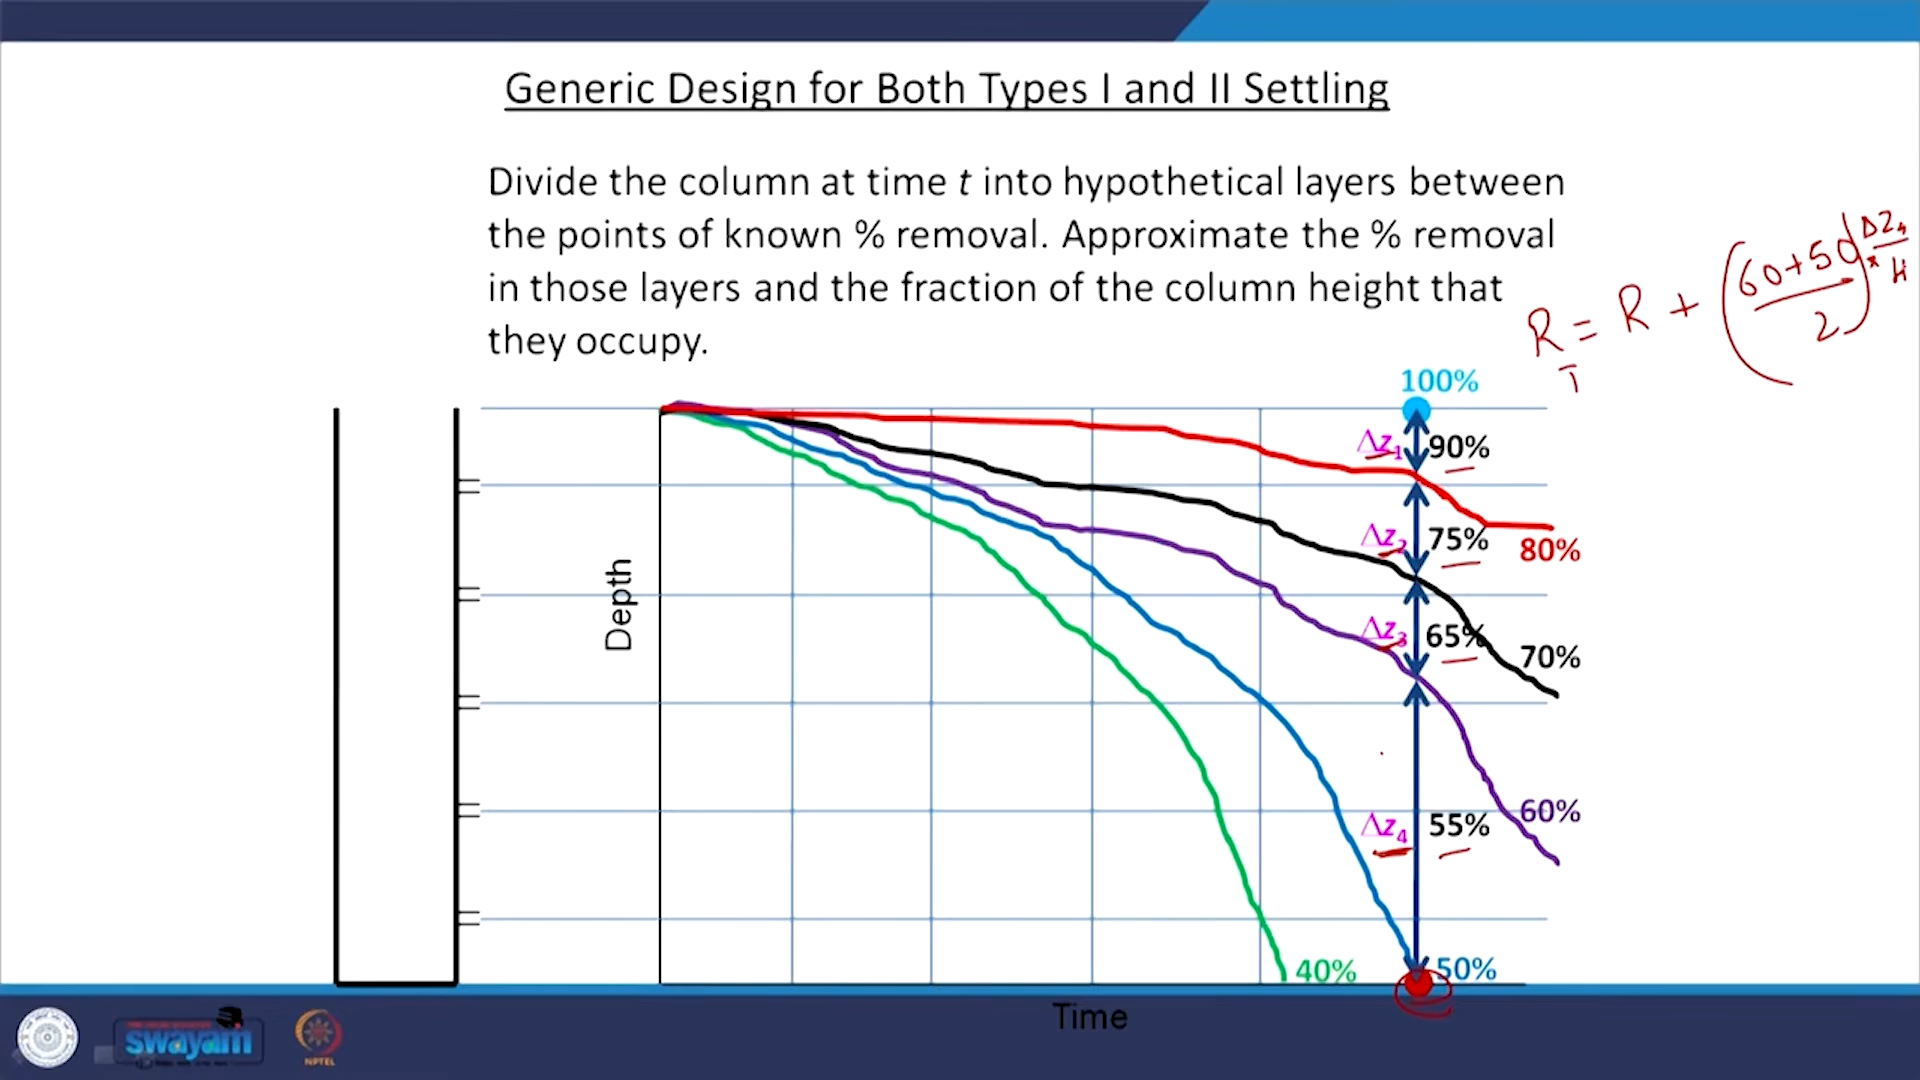 Generic Design for Both Types I and II Settling
Divide the column at time t into hypothetical layers between
the points of known % removal. Approximate the % removal
in those layers and the fraction of the column height that
they occupy.
R_T = R + ((60+50)/2) * ΔZ₄/H
100%
Δz₁ 90%
Δz₂ 75%
80%
Δz₃ 65%
70%
Depth
60%
Δz₄ 55%
40%
50%
Time
swayam
NPTEL